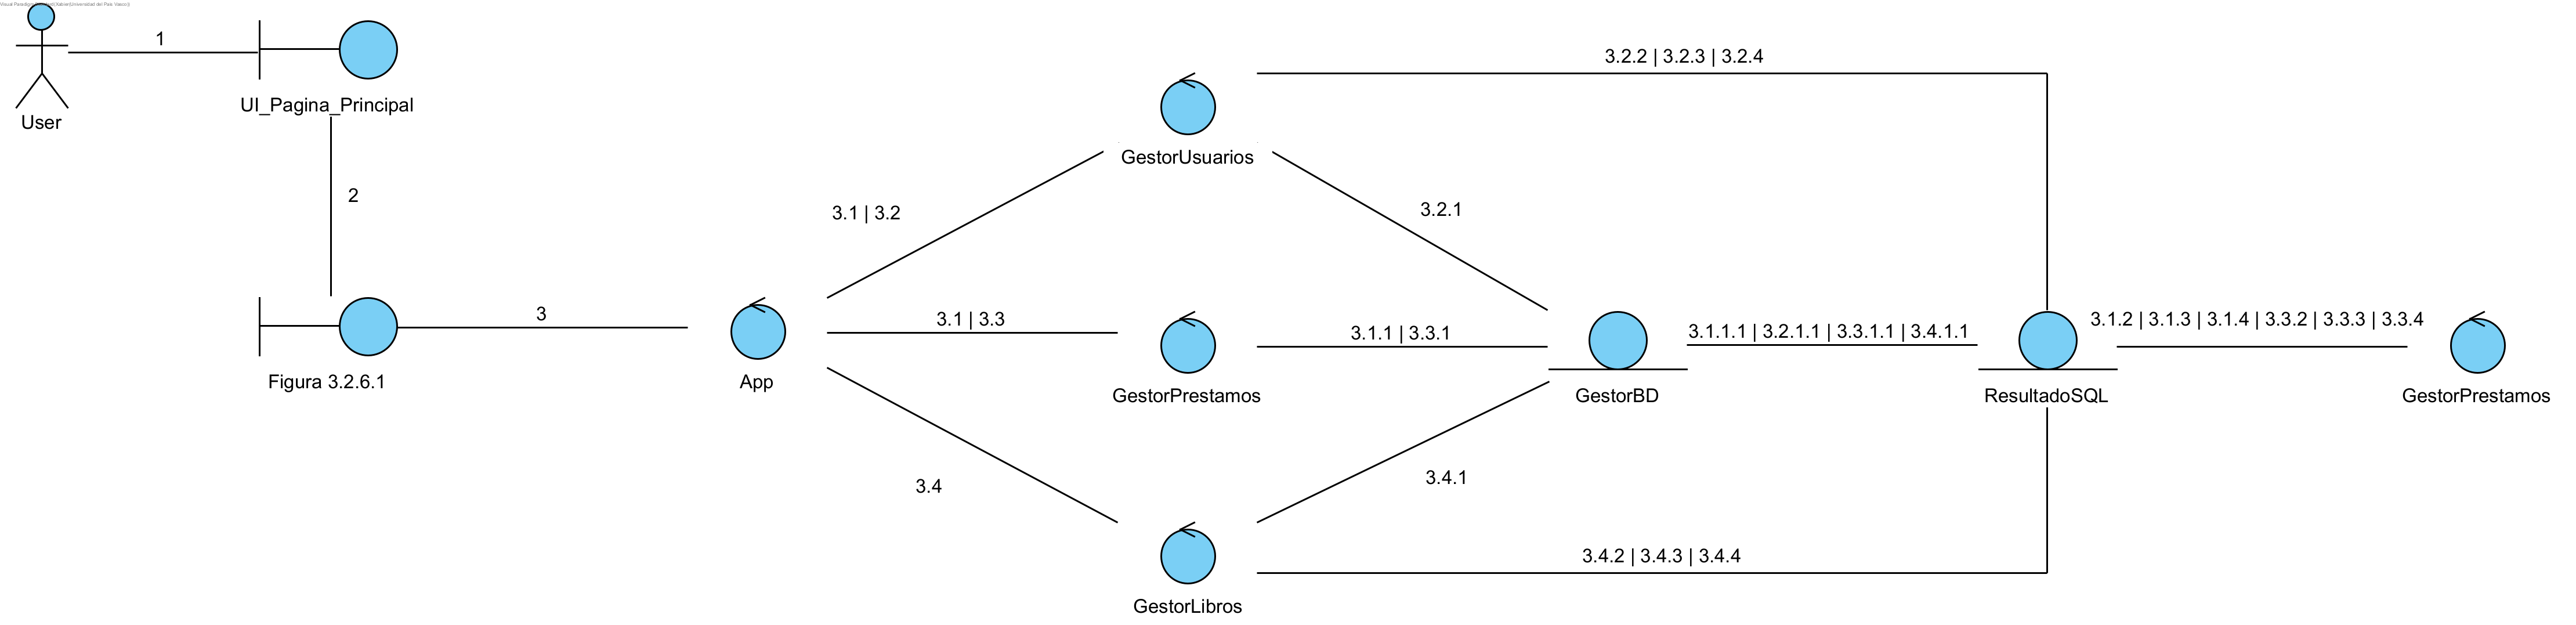 Visual Paradigm Standard(Xabier(Universidad del Pais Vasco))
1
UI_Pagina_Principal
User
2
Figura 3.2.6.1
3
App
3.1 | 3.2
3.1 | 3.3
3.4
GestorUsuarios
GestorPrestamos
GestorLibros
3.2.2 | 3.2.3 | 3.2.4
3.2.1
3.1.1 | 3.3.1
3.4.1
3.4.2 | 3.4.3 | 3.4.4
GestorBD
3.1.1.1 | 3.2.1.1 | 3.3.1.1 | 3.4.1.1
ResultadoSQL
3.1.2 | 3.1.3 | 3.1.4 | 3.3.2 | 3.3.3 | 3.3.4
GestorPrestamos